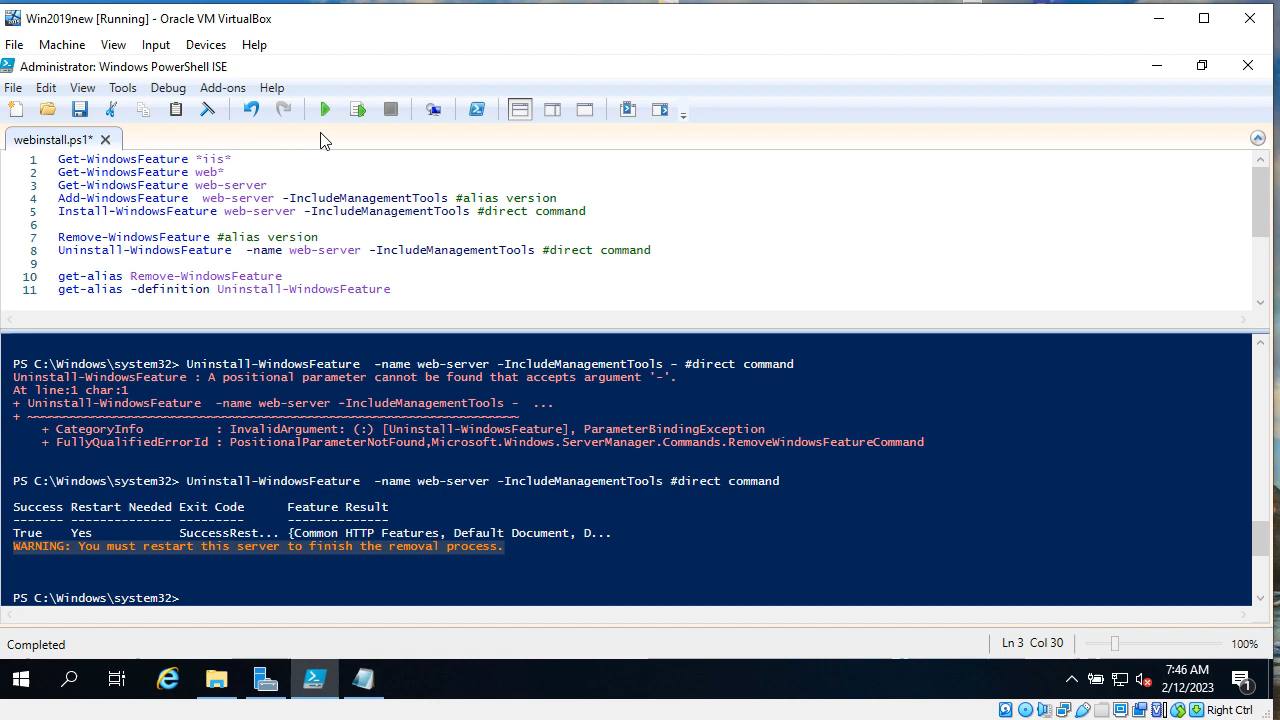 Win2019new [Running] - Oracle VM VirtualBox
File Machine View Input Devices Help
Administrator: Windows PowerShell ISE
File Edit View Tools Debug Add-ons Help
webinstall.ps1*
1 Get-WindowsFeature *iis*
2 Get-WindowsFeature web*
3 Get-WindowsFeature web-server
4 Add-WindowsFeature  web-server -IncludeManagementTools #alias version
5 Install-WindowsFeature web-server -IncludeManagementTools #direct command
6
7 Remove-WindowsFeature #alias version
8 Uninstall-WindowsFeature  -name web-server -IncludeManagementTools #direct command
9
10 get-alias Remove-WindowsFeature
11 get-alias -definition Uninstall-WindowsFeature
PS C:\Windows\system32> Uninstall-WindowsFeature  -name web-server -IncludeManagementTools - #direct command
Uninstall-WindowsFeature : A positional parameter cannot be found that accepts argument '-'.
At line:1 char:1
+ Uninstall-WindowsFeature  -name web-server -IncludeManagementTools -  ...
+ ~~~~~~~~~~~~~~~~~~~~~~~~~~~~~~~~~~~~~~~~~~~~~~~~~~~~~~~~~~~~~~~~~~~~
+ CategoryInfo          : InvalidArgument: (:) [Uninstall-WindowsFeature], ParameterBindingException
+ FullyQualifiedErrorId : PositionalParameterNotFound,Microsoft.Windows.ServerManager.Commands.RemoveWindowsFeatureCommand
PS C:\Windows\system32> Uninstall-WindowsFeature  -name web-server -IncludeManagementTools #direct command
Success Restart Needed Exit Code      Feature Result
------- -------------- ---------      --------------
True    Yes            SuccessRest... {Common HTTP Features, Default Document, D...
WARNING: You must restart this server to finish the removal process.
PS C:\Windows\system32>
Completed Ln 3 Col 30 100%
7:46 AM
2/12/2023
1
Right Ctrl